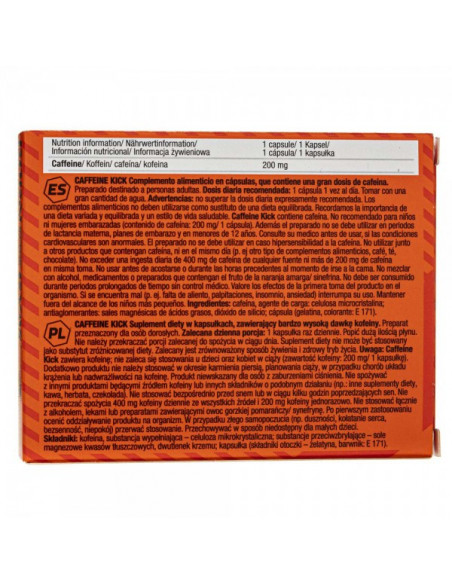 Nutrition information/ Nährwertinformation/ 1 capsule/ 1 Kapsel/
Información nutricional/ Informacja żywieniowa 1 cápsula/ 1 kapsułka
Caffeine/ Koffein/ cafeína/ kofeina 200 mg
ES
CAFFEINE KICK Complemento alimenticio en cápsulas, que contiene una gran dosis de cafeína.
Preparado destinado a personas adultas. Dosis diaria recomendada: 1 cápsula 1 vez al día. Tomar con una
gran cantidad de agua. Advertencias: no superar la dosis diaria expresamente recomendada. Los
complementos alimenticios no deben utilizarse como sustituto de una dieta equilibrada. Recordamos la importancia de
una dieta variada y equilibrada y un estilo de vida saludable. Caffeine Kick contiene cafeína. No recomendado para niños
ni mujeres embarazadas (contenido de cafeína: 200 mg/ 1 cápsula). Además el preparado no se debe utilizar en periodos
de lactancia materna, planes de embarazo y en menores de 12 años. Consulta su medico antes de usar, si las condiciones
cardiovasculares son anormales. El preparado no se debe utilizar en caso hipersensibilidad a la cafeína. No utilizar junto
a otros productos que contengan cafeína, ni en el mismo día (p. ej. otro tipo de complementos alimenticios, café, té,
chocolate). No exceder una ingesta diaria de 400 mg de cafeína de cualquier fuente ni más de 200 mg de cafeína
en misma toma. No usar antes de acostarse o durante las horas precedentes al momento de irse a la cama. No mezclar
con alcohol, medicamentos o preparados que contengan el fruto de la naranja amarga/ sinefrina. No debe utilizarse
durante periodos prolongados de tiempo sin control médico. Valora los efectos de la primera toma del producto en el
organismo. Si se encuentra mal (p. ej. falta de aliento, palpitaciones, insomnio, ansiedad) interrumpa su uso. Mantener
fuera del alcance de los niños más pequeños. Ingredientes: cafeína, agente de carga: celulosa microcristalina;
antiaglomerantes: sales magnésicas de ácidos grasos, dióxido de silicio; cápsula (gelatina, colorante: E 171).
PL
CAFFEINE KICK Suplement diety w kapsułkach, zawierający bardzo wysoką dawkę kofeiny. Preparat
przeznaczony dla osób dorosłych. Zalecana dzienna porcja: 1 kapsułka raz dziennie. Popić dużą ilością płynu.
Nie należy przekraczać porcji zalecanej do spożycia w ciągu dnia. Suplement diety nie może być stosowany
jako substytut zróżnicowanej diety. Zaleca się zrównoważony sposób żywienia i zdrowy tryb życia. Uwaga: Caffeine
Kick zawiera kofeinę; nie zaleca się stosowania u dzieci oraz kobiet w ciąży (zawartość kofeiny: 200 mg/ 1 kapsułkę).
Dodatkowo produktu nie należy stosować w okresie karmienia piersią, planowania ciąży, w przypadku chorób układu
krążenia lub nadwrażliwości na kofeinę. Produkt niewskazany dla osób z zaburzeniami ciśnienia. Nie spożywać
z innymi produktami będącymi źródłem kofeiny lub innych składników o podobnym działaniu (np.: inne suplementy diety,
kawa, herbata, czekolada). Nie stosować bezpośrednio przed snem lub w ciągu kilku godzin poprzedzających sen. Nie
przekraczać spożycia 400 mg kofeiny dziennie ze wszystkich źródeł i 200 mg kofeiny jednorazowo. Nie stosować łącznie
z alkoholem, lekami lub preparatami zawierającymi owoc gorzkiej pomarańczy/ synefrynę. Po pierwszym zastosowaniu
ocenić oddziaływanie produktu na organizm. W przypadku złego samopoczucia (np. duszności, kołatanie serca,
bezsenność, niepokój) przerwać stosowanie. Przechowywać w sposób niedostępny dla małych dzieci.
Składniki: kofeina, substancja wypełniająca – celuloza mikrokrystaliczna; substancje przeciwzbrylające – sole
magnezowe kwasów tłuszczowych, dwutlenek krzemu; kapsułka (składniki otoczki – żelatyna, barwnik: E 171).